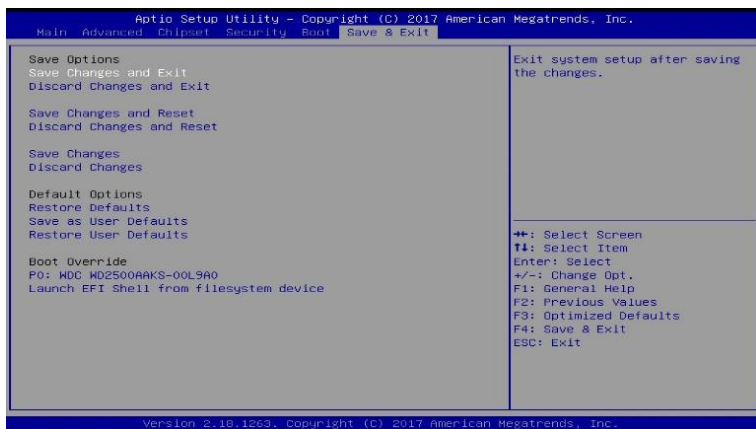 Aptio Setup Utility – Copyright (C) 2017 American Megatrends, Inc.
Main Advanced Chipset Security Boot Save & Exit
Save Options
Save Changes and Exit
Discard Changes and Exit
Save Changes and Reset
Discard Changes and Reset
Save Changes
Discard Changes
Default Options
Restore Defaults
Save as User Defaults
Restore User Defaults
Boot Override
P0: WDC WD2500AAKS-00L9A0
Launch EFI Shell from filesystem device
Exit system setup after saving
the changes.
→←: Select Screen
↑↓: Select Item
Enter: Select
+/-: Change Opt.
F1: General Help
F2: Previous Values
F3: Optimized Defaults
F4: Save & Exit
ESC: Exit
Version 2.18.1263. Copyright (C) 2017 American Megatrends, Inc.